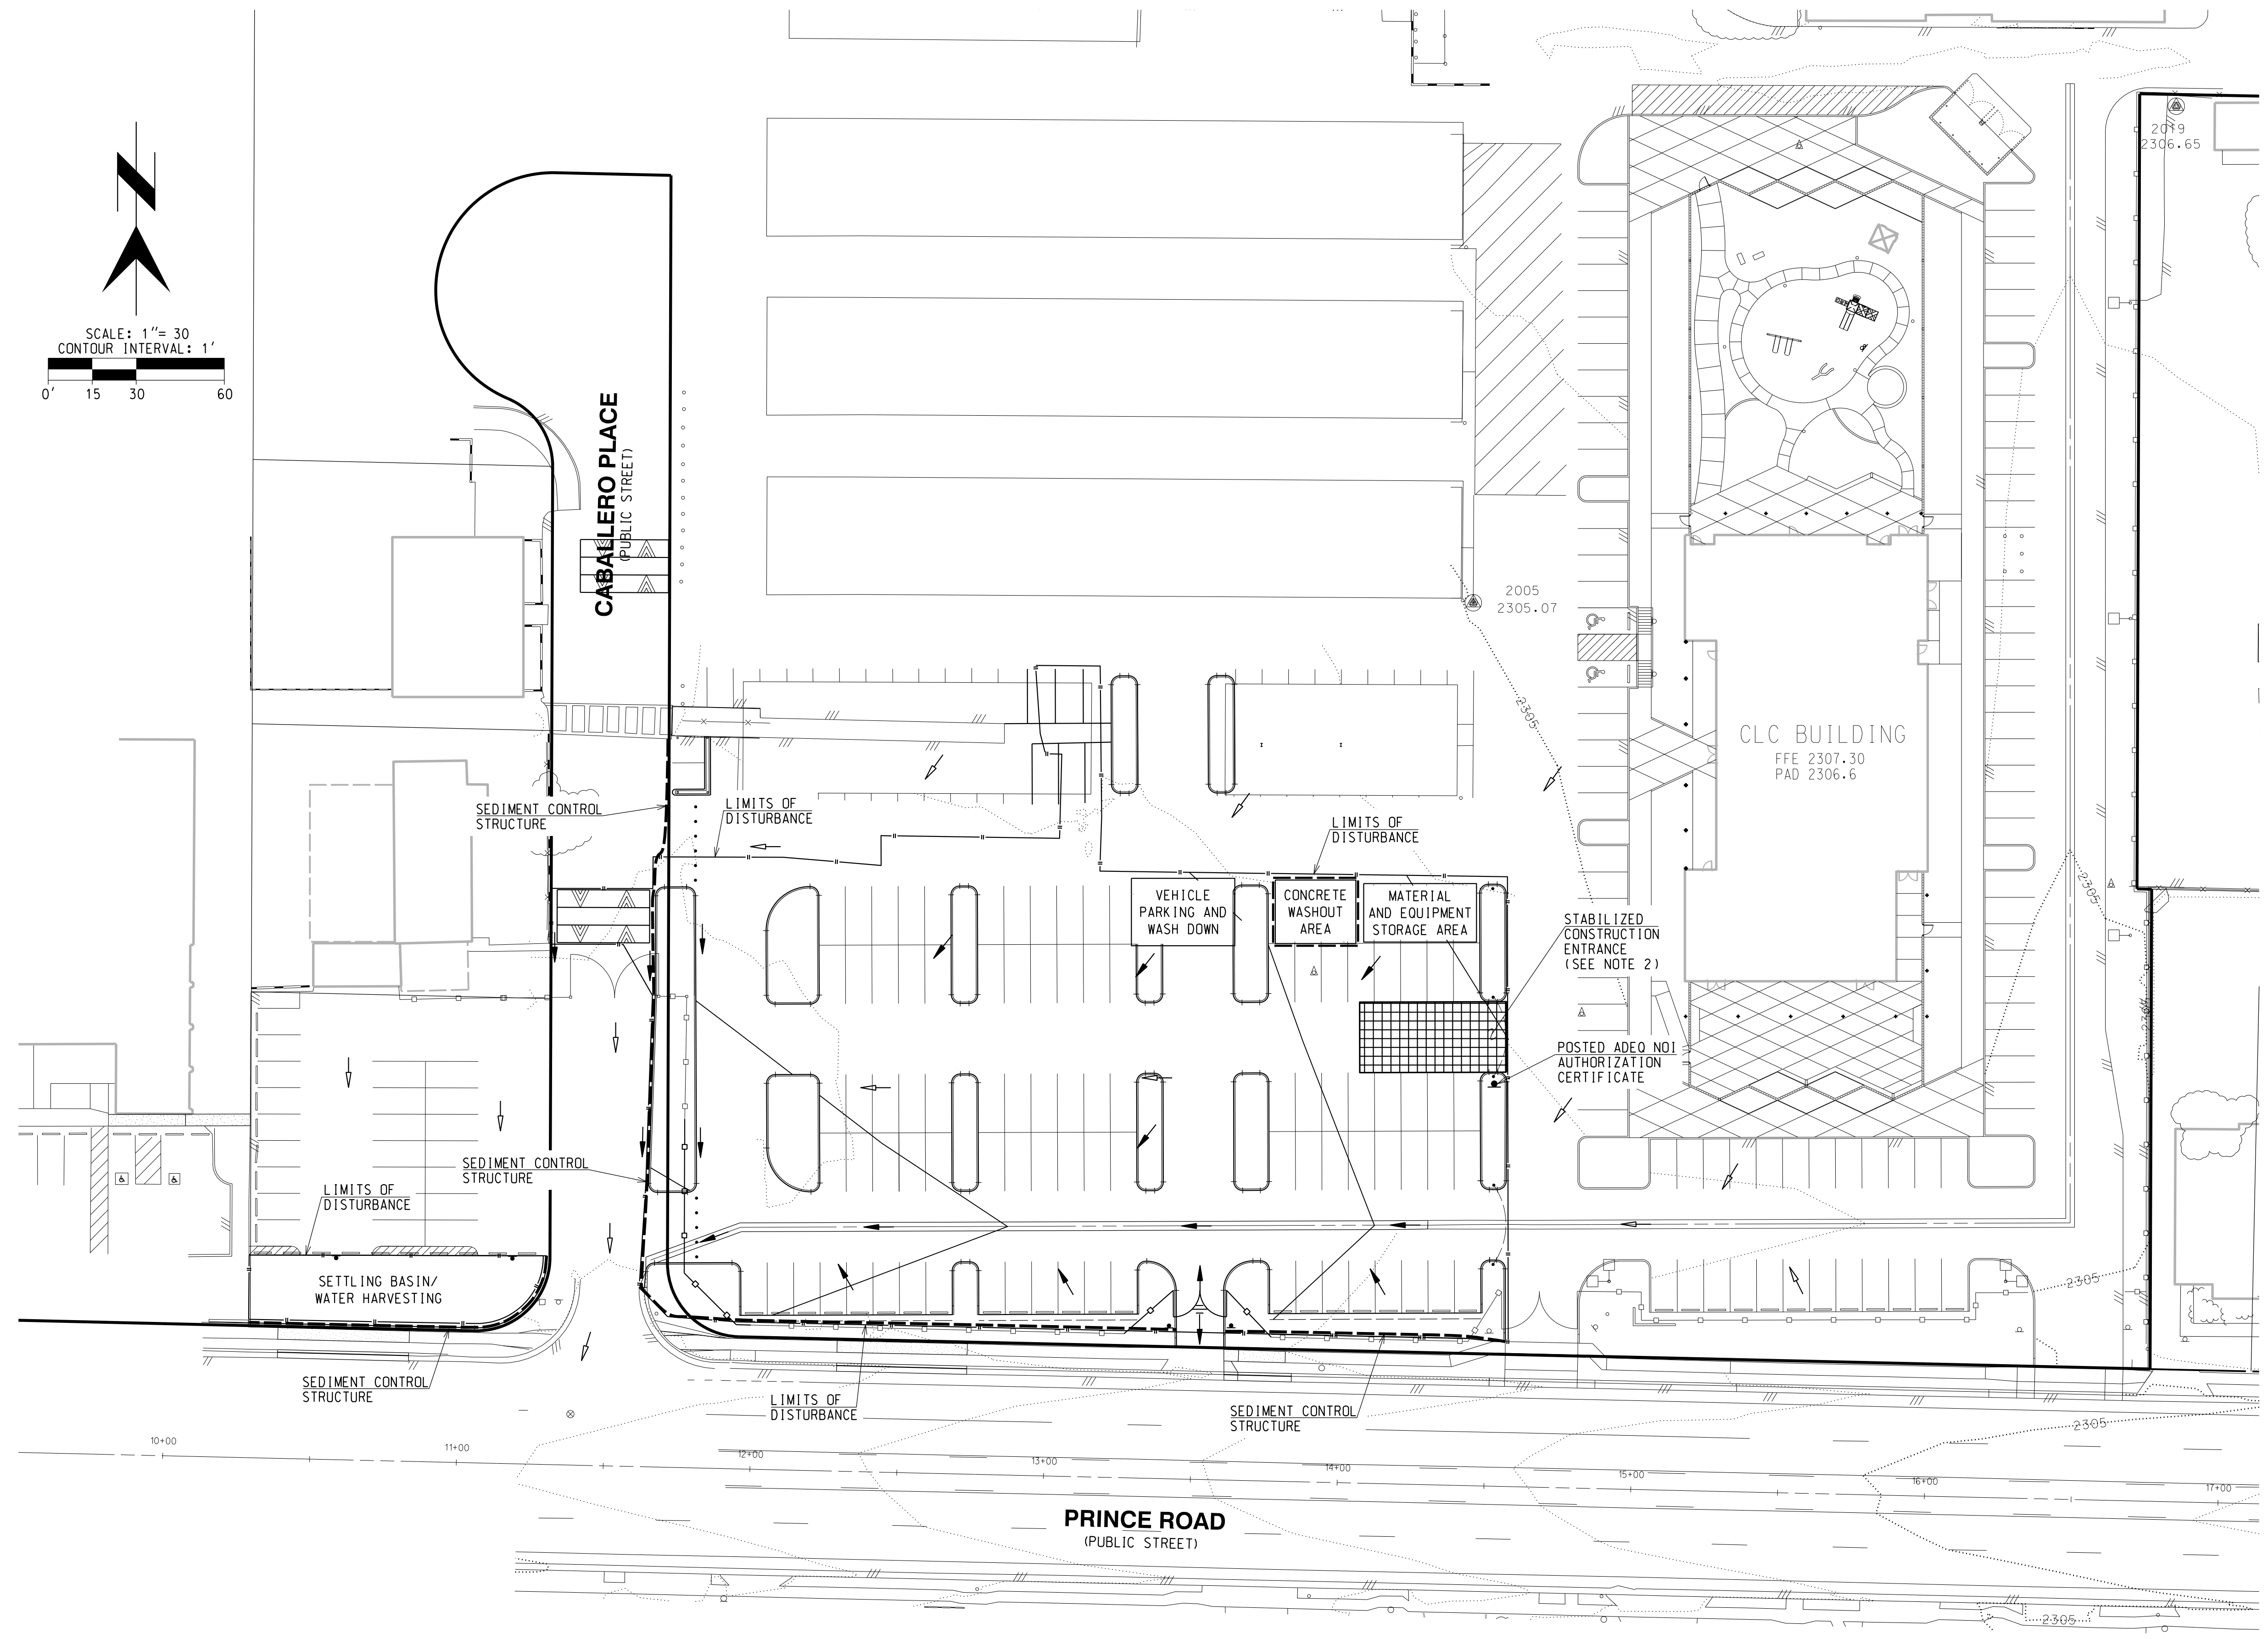 N
SCALE: 1"= 30
CONTOUR INTERVAL: 1'
0' 15 30 60
CABALLERO PLACE
(PUBLIC STREET)
2019
2306.65
2005
2305.07
2305
CLC BUILDING
FFE 2307.30
PAD 2306.6
2305
SEDIMENT CONTROL
STRUCTURE
LIMITS OF
DISTURBANCE
LIMITS OF
DISTURBANCE
VEHICLE
PARKING AND
WASH DOWN
CONCRETE
WASHOUT
AREA
MATERIAL
AND EQUIPMENT
STORAGE AREA
STABILIZED
CONSTRUCTION
ENTRANCE
(SEE NOTE 2)
POSTED ADEQ NOI
AUTHORIZATION
CERTIFICATE
SEDIMENT CONTROL
STRUCTURE
LIMITS OF
DISTURBANCE
SETTLING BASIN/
WATER HARVESTING
2305
SEDIMENT CONTROL
STRUCTURE
LIMITS OF
DISTURBANCE
SEDIMENT CONTROL
STRUCTURE
2305
10+00
11+00
12+00
13+00
14+00
15+00
16+00
17+00
PRINCE ROAD
(PUBLIC STREET)
2305